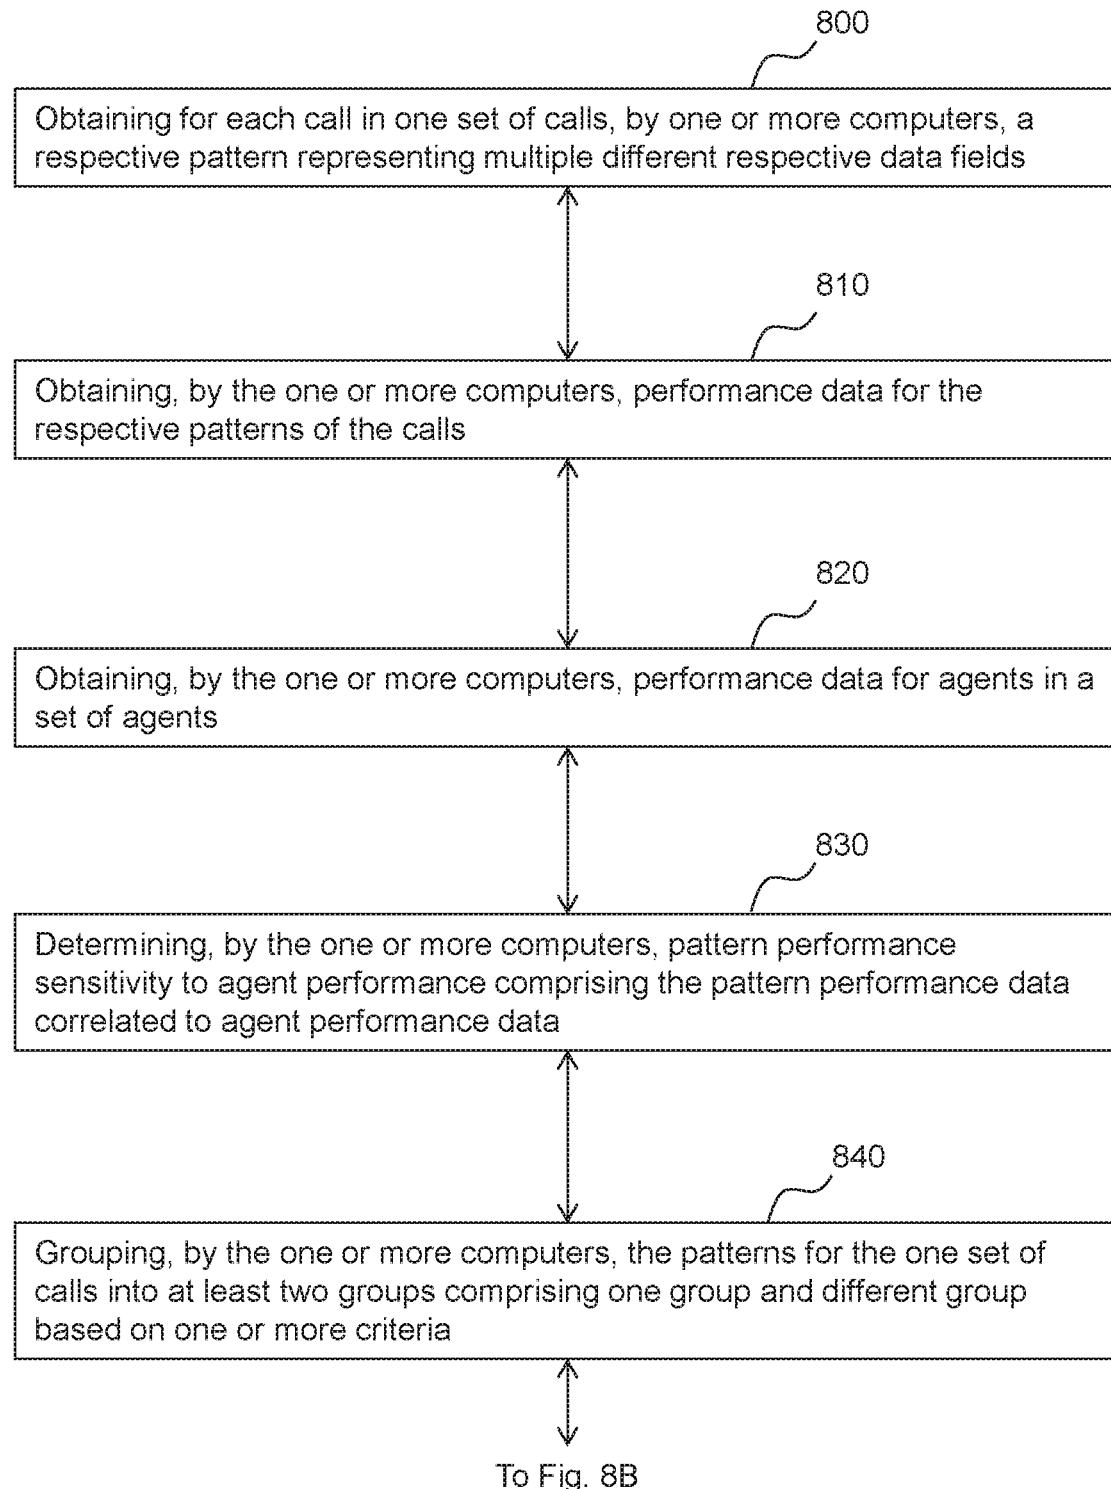 800
Obtaining for each call in one set of calls, by one or more computers, a
respective pattern representing multiple different respective data fields
810
Obtaining, by the one or more computers, performance data for the
respective patterns of the calls
820
Obtaining, by the one or more computers, performance data for agents in a
set of agents
830
Determining, by the one or more computers, pattern performance
sensitivity to agent performance comprising the pattern performance data
correlated to agent performance data
840
Grouping, by the one or more computers, the patterns for the one set of
calls into at least two groups comprising one group and different group
based on one or more criteria
To Fig. 8B